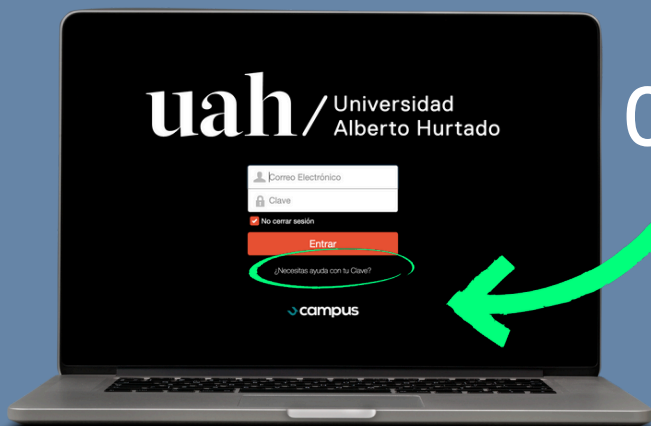 uah/ Universidad
Alberto Hurtado
Correo Electrónico
Clave
No cerrar sesión
Entrar
¿Necesitas ayuda con tu Clave?
campus